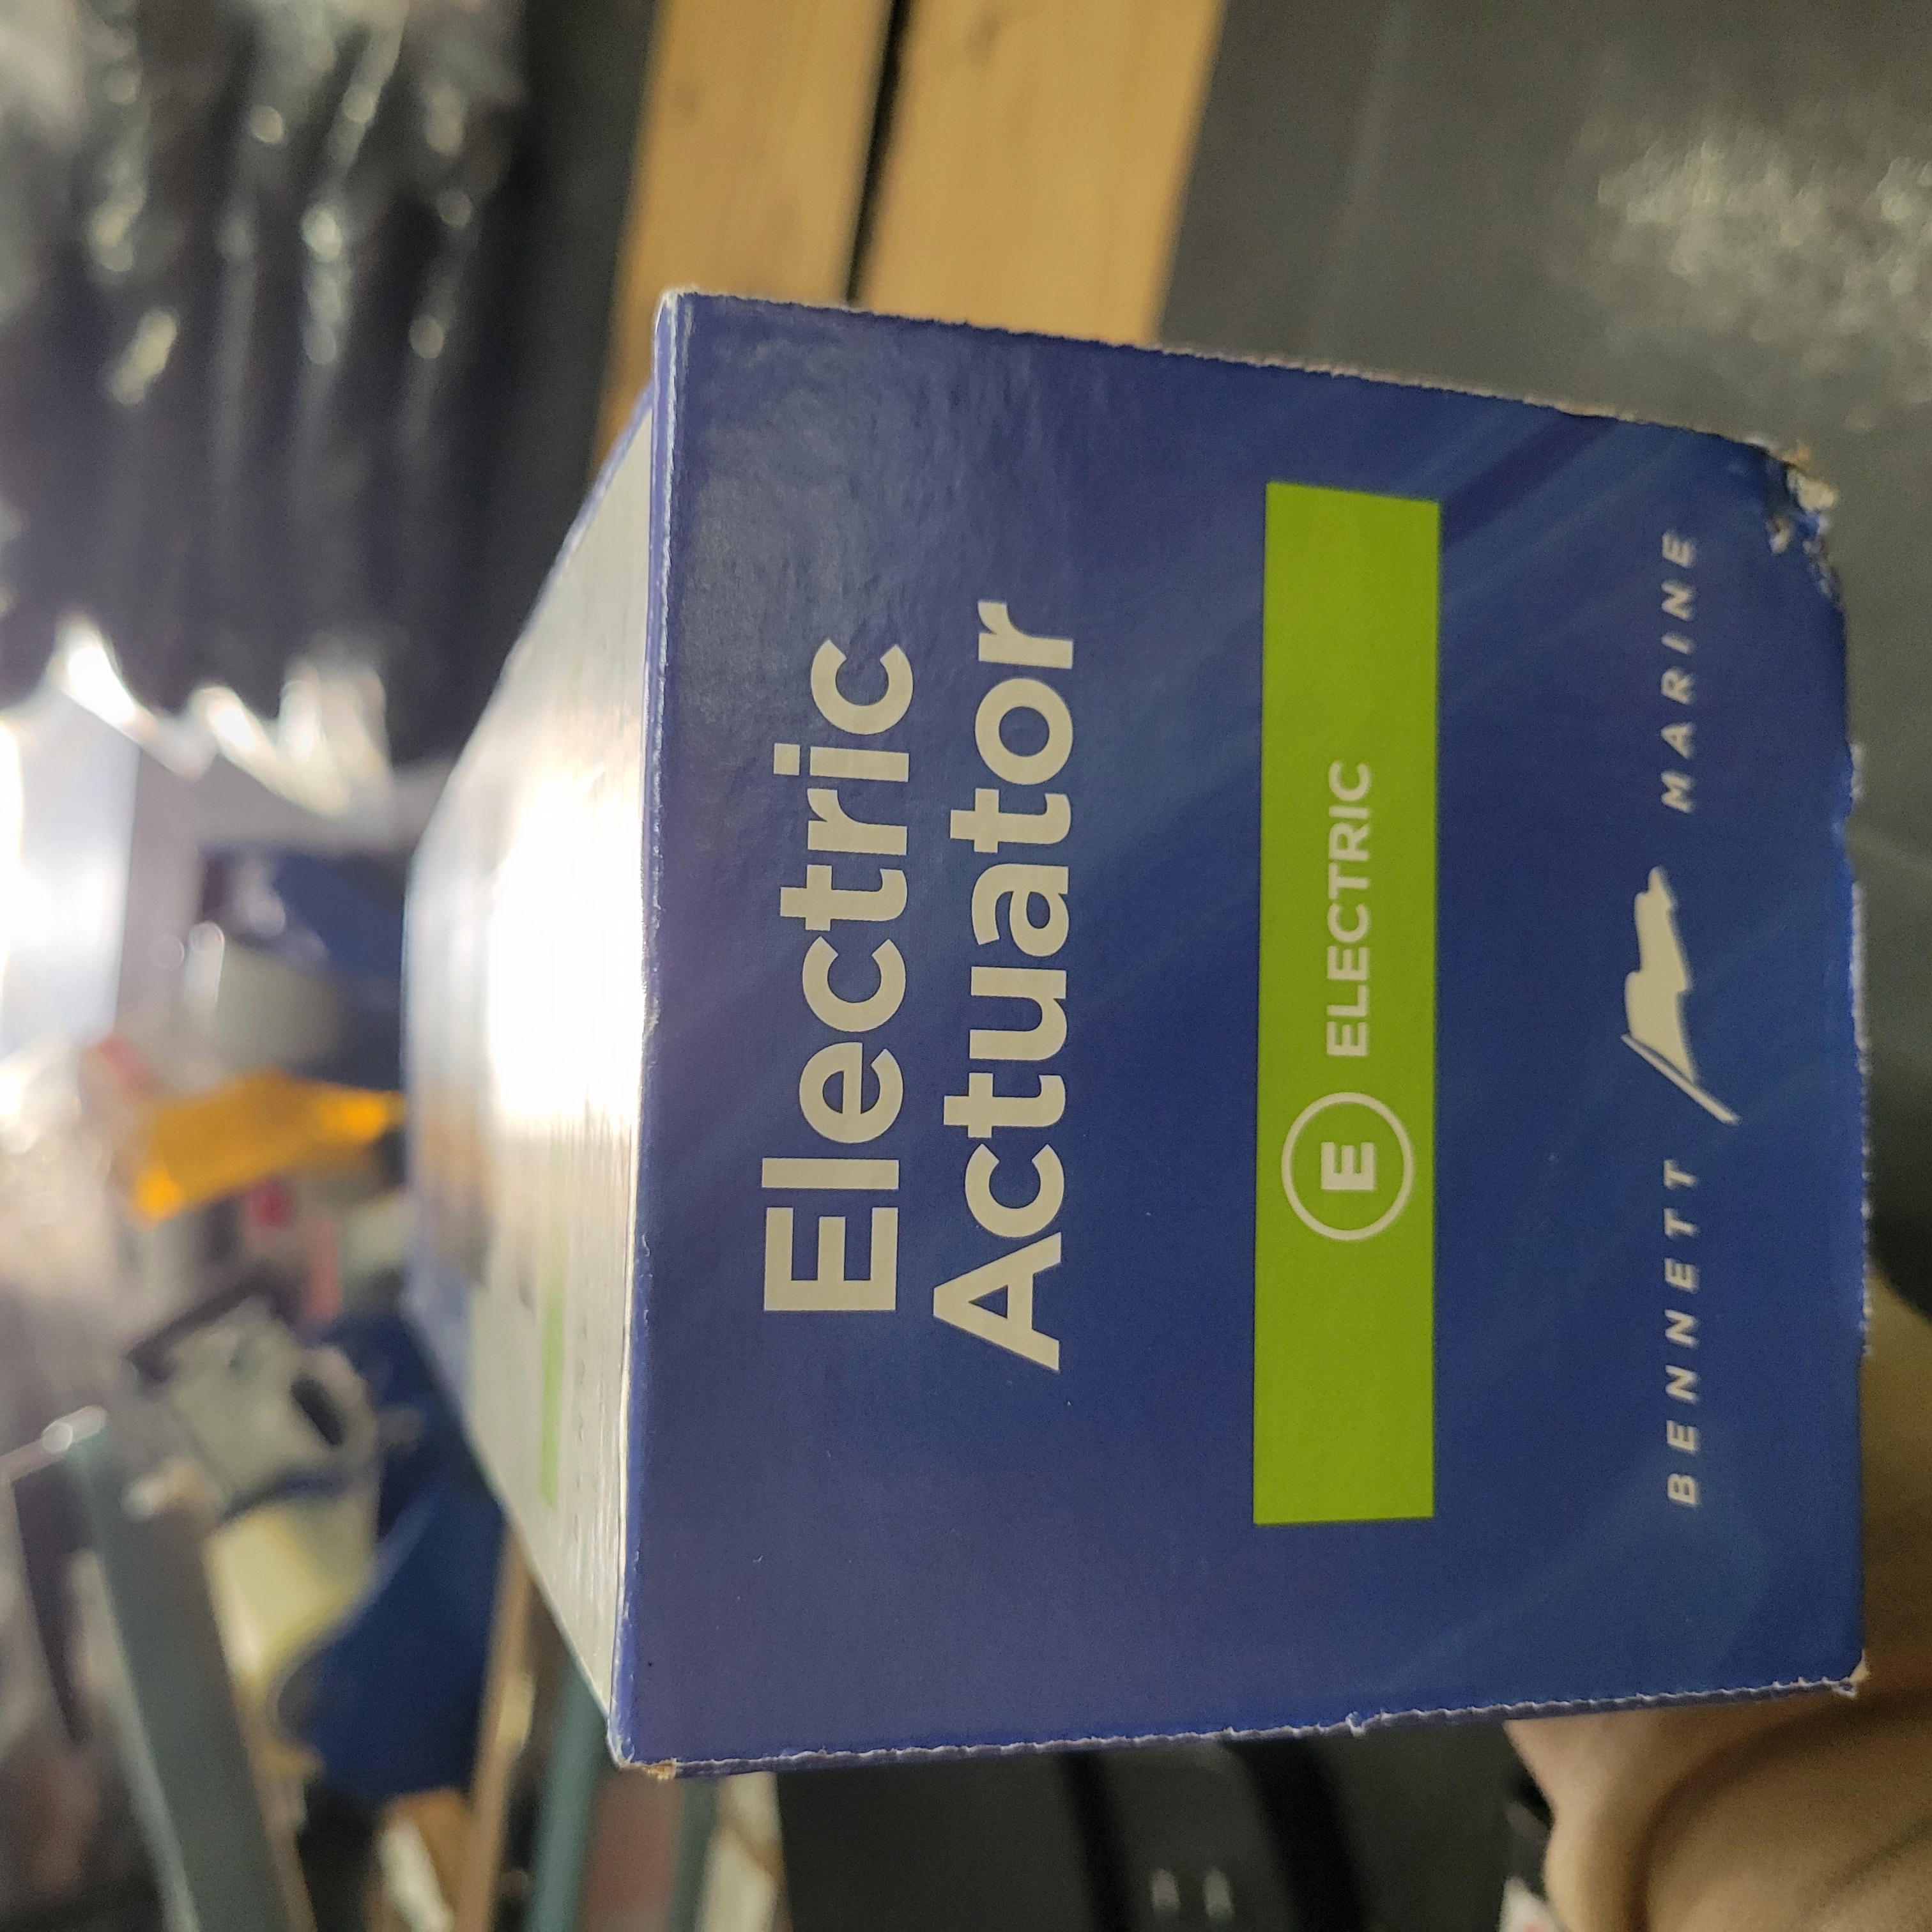 Electric
Actuator
E ELECTRIC
BENNETT MARINE